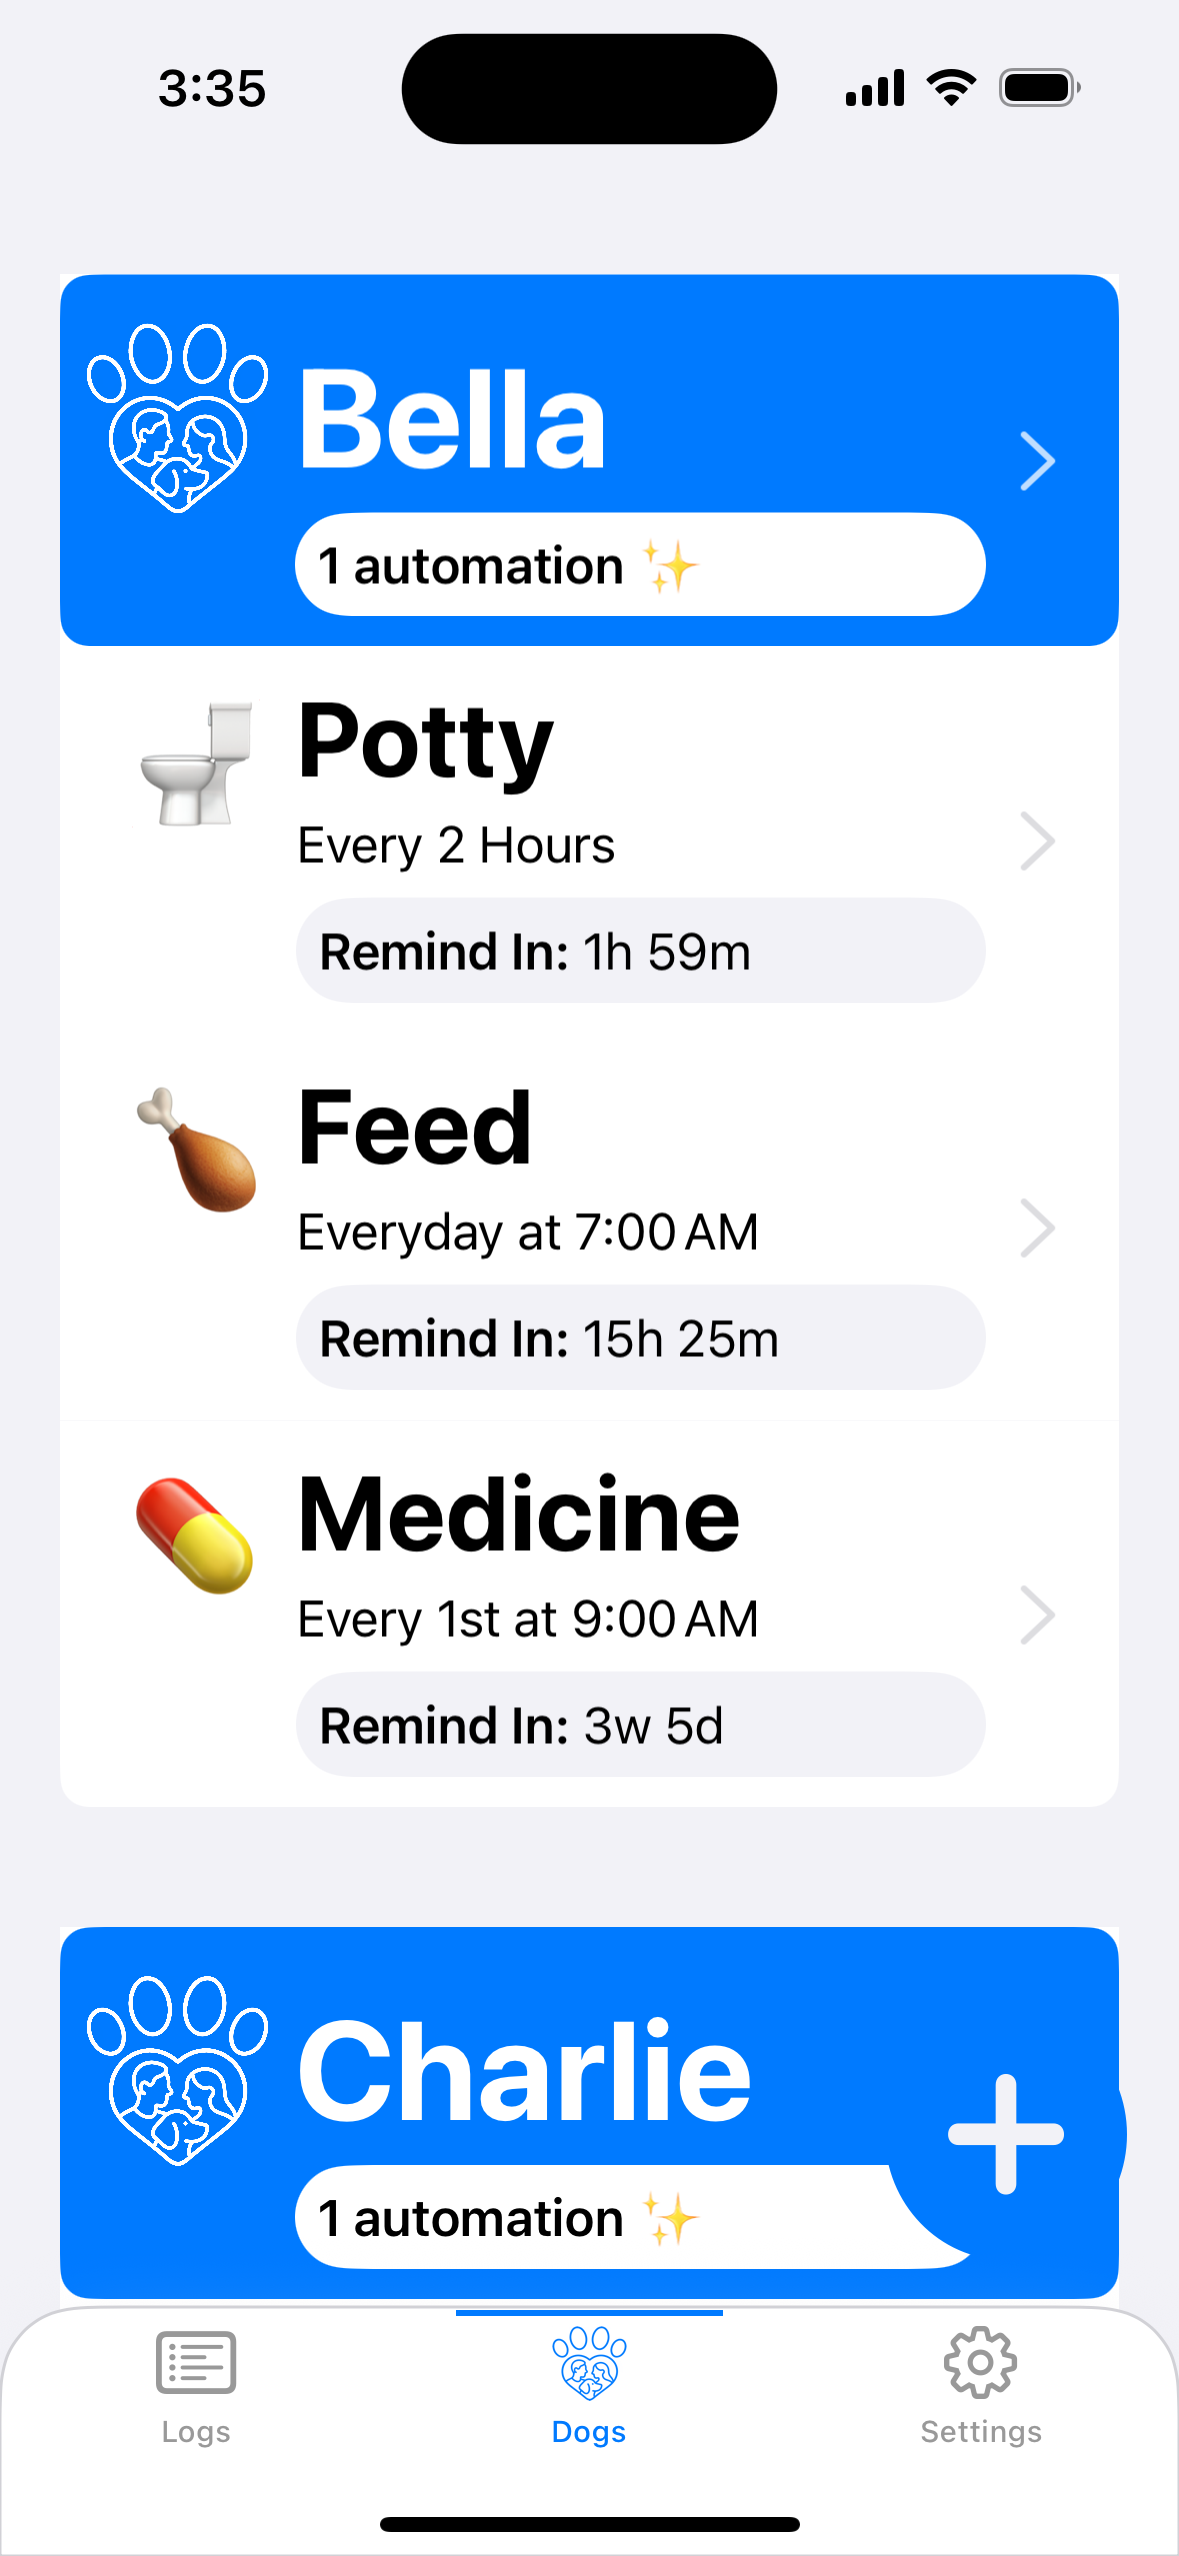 3:35
Bella
1 automation ✨
Potty
Every 2 Hours
Remind In: 1h 59m
Feed
Everyday at 7:00 AM
Remind In: 15h 25m
Medicine
Every 1st at 9:00 AM
Remind In: 3w 5d
Charlie
1 automation ✨
Logs
Dogs
Settings